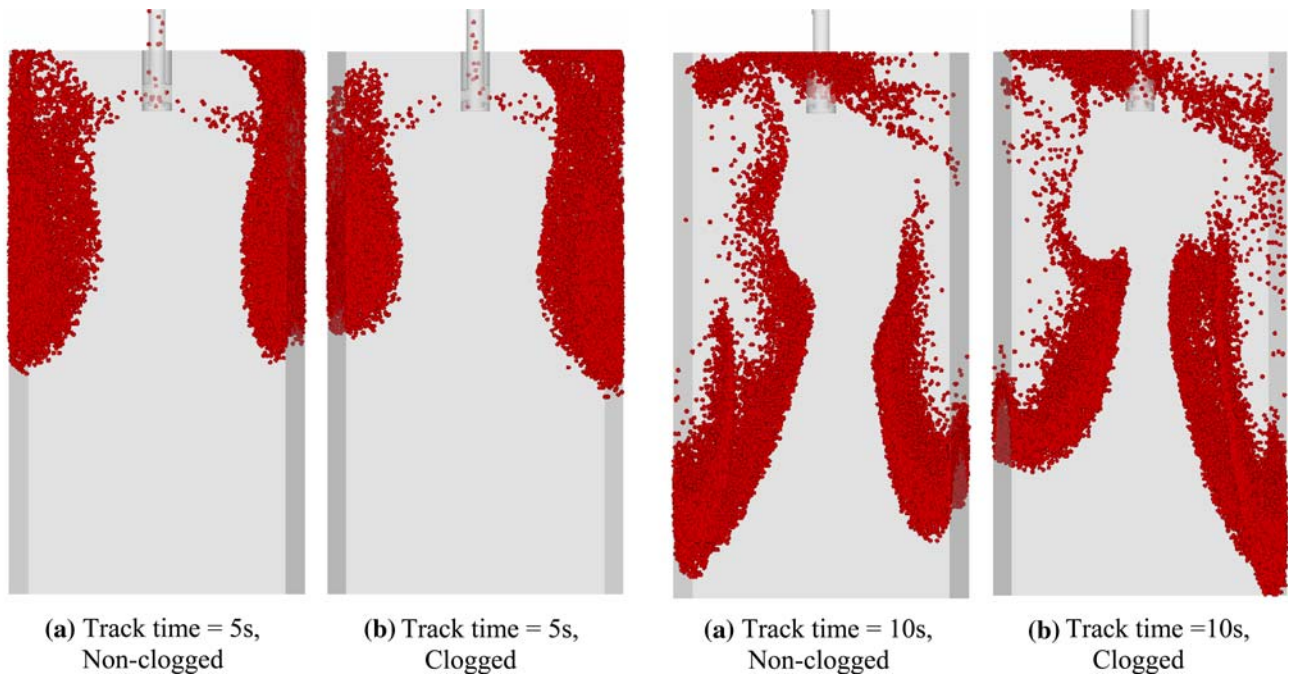 (a) Track time = 5s,
Non-clogged
(b) Track time = 5s,
Clogged
(a) Track time = 10s,
Non-clogged
(b) Track time =10s,
Clogged